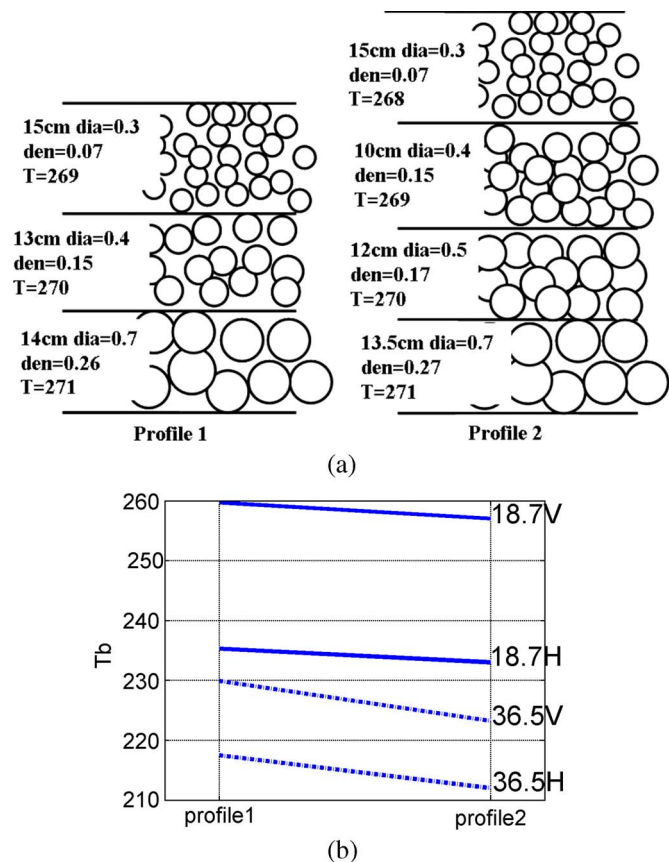 15cm dia=0.3
den=0.07
T=269
13cm dia=0.4
den=0.15
T=270
14cm dia=0.7
den=0.26
T=271
Profile 1
15cm dia=0.3
den=0.07
T=268
10cm dia=0.4
den=0.15
T=269
12cm dia=0.5
den=0.17
T=270
13.5cm dia=0.7
den=0.27
T=271
Profile 2
(a)
260
250
240
230
220
210
Tb
18.7V
18.7H
36.5V
36.5H
profile1
profile2
(b)